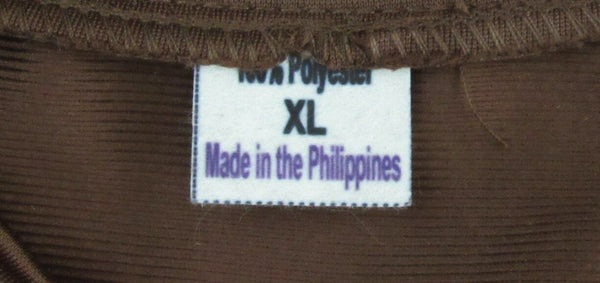 100% Polyester
XL
Made in the Philippines